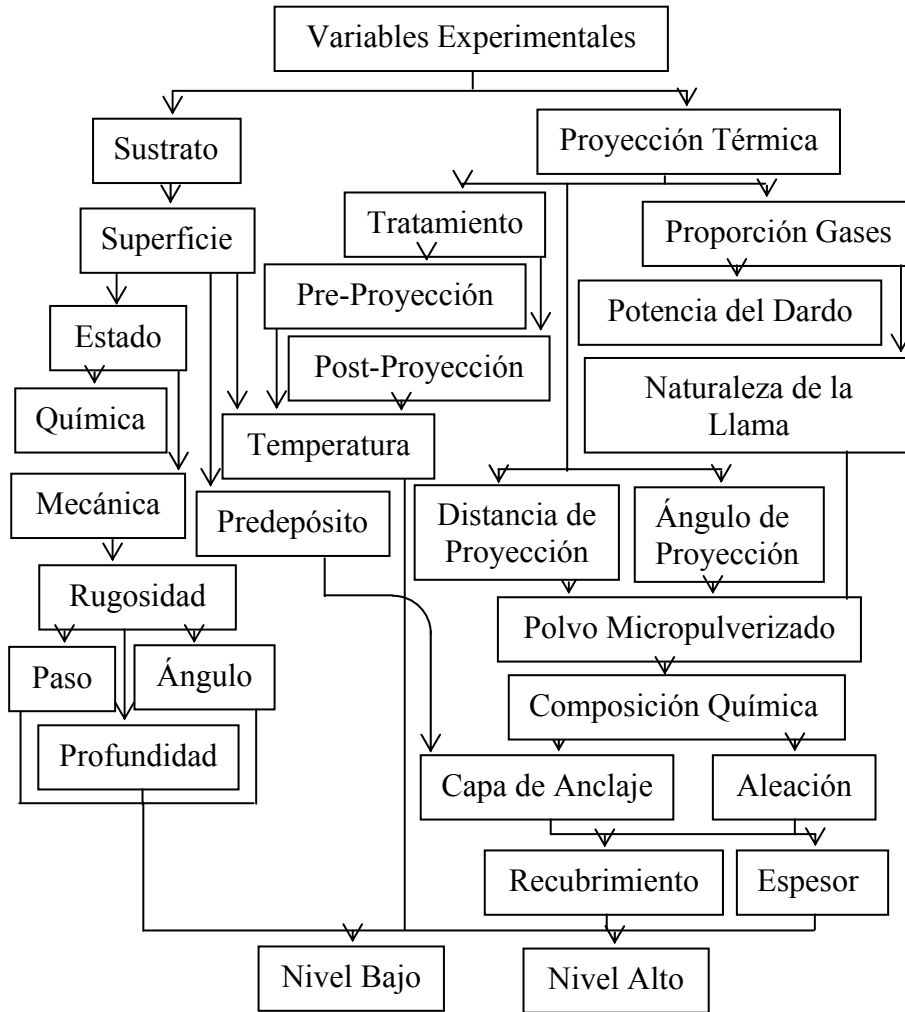 Variables Experimentales
Sustrato
Proyección Térmica
Superficie
Tratamiento
Proporción Gases
Pre-Proyección
Potencia del Dardo
Estado
Post-Proyección
Naturaleza de la
Llama
Química
Temperatura
Mecánica
Predepósito
Distancia de
Proyección
Ángulo de
Proyección
Rugosidad
Polvo Micropulverizado
Paso
Ángulo
Composición Química
Profundidad
Capa de Anclaje
Aleación
Recubrimiento
Espesor
Nivel Bajo
Nivel Alto